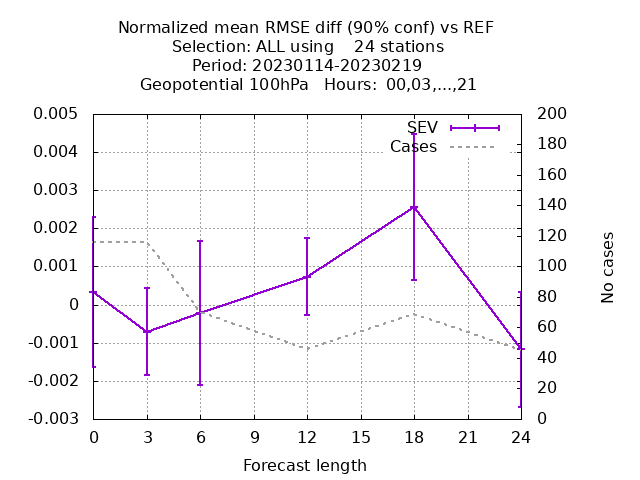 Normalized mean RMSE diff (90% conf) vs REF
Selection: ALL using    24 stations
Period: 20230114-20230219
Geopotential 100hPa   Hours:  00,03,...,21
SEV
Cases
0.005
0.004
0.003
0.002
0.001
0
-0.001
-0.002
-0.003
200
180
160
140
120
100
80
60
40
20
0
No cases
0 3 6 9 12 15 18 21 24
Forecast length